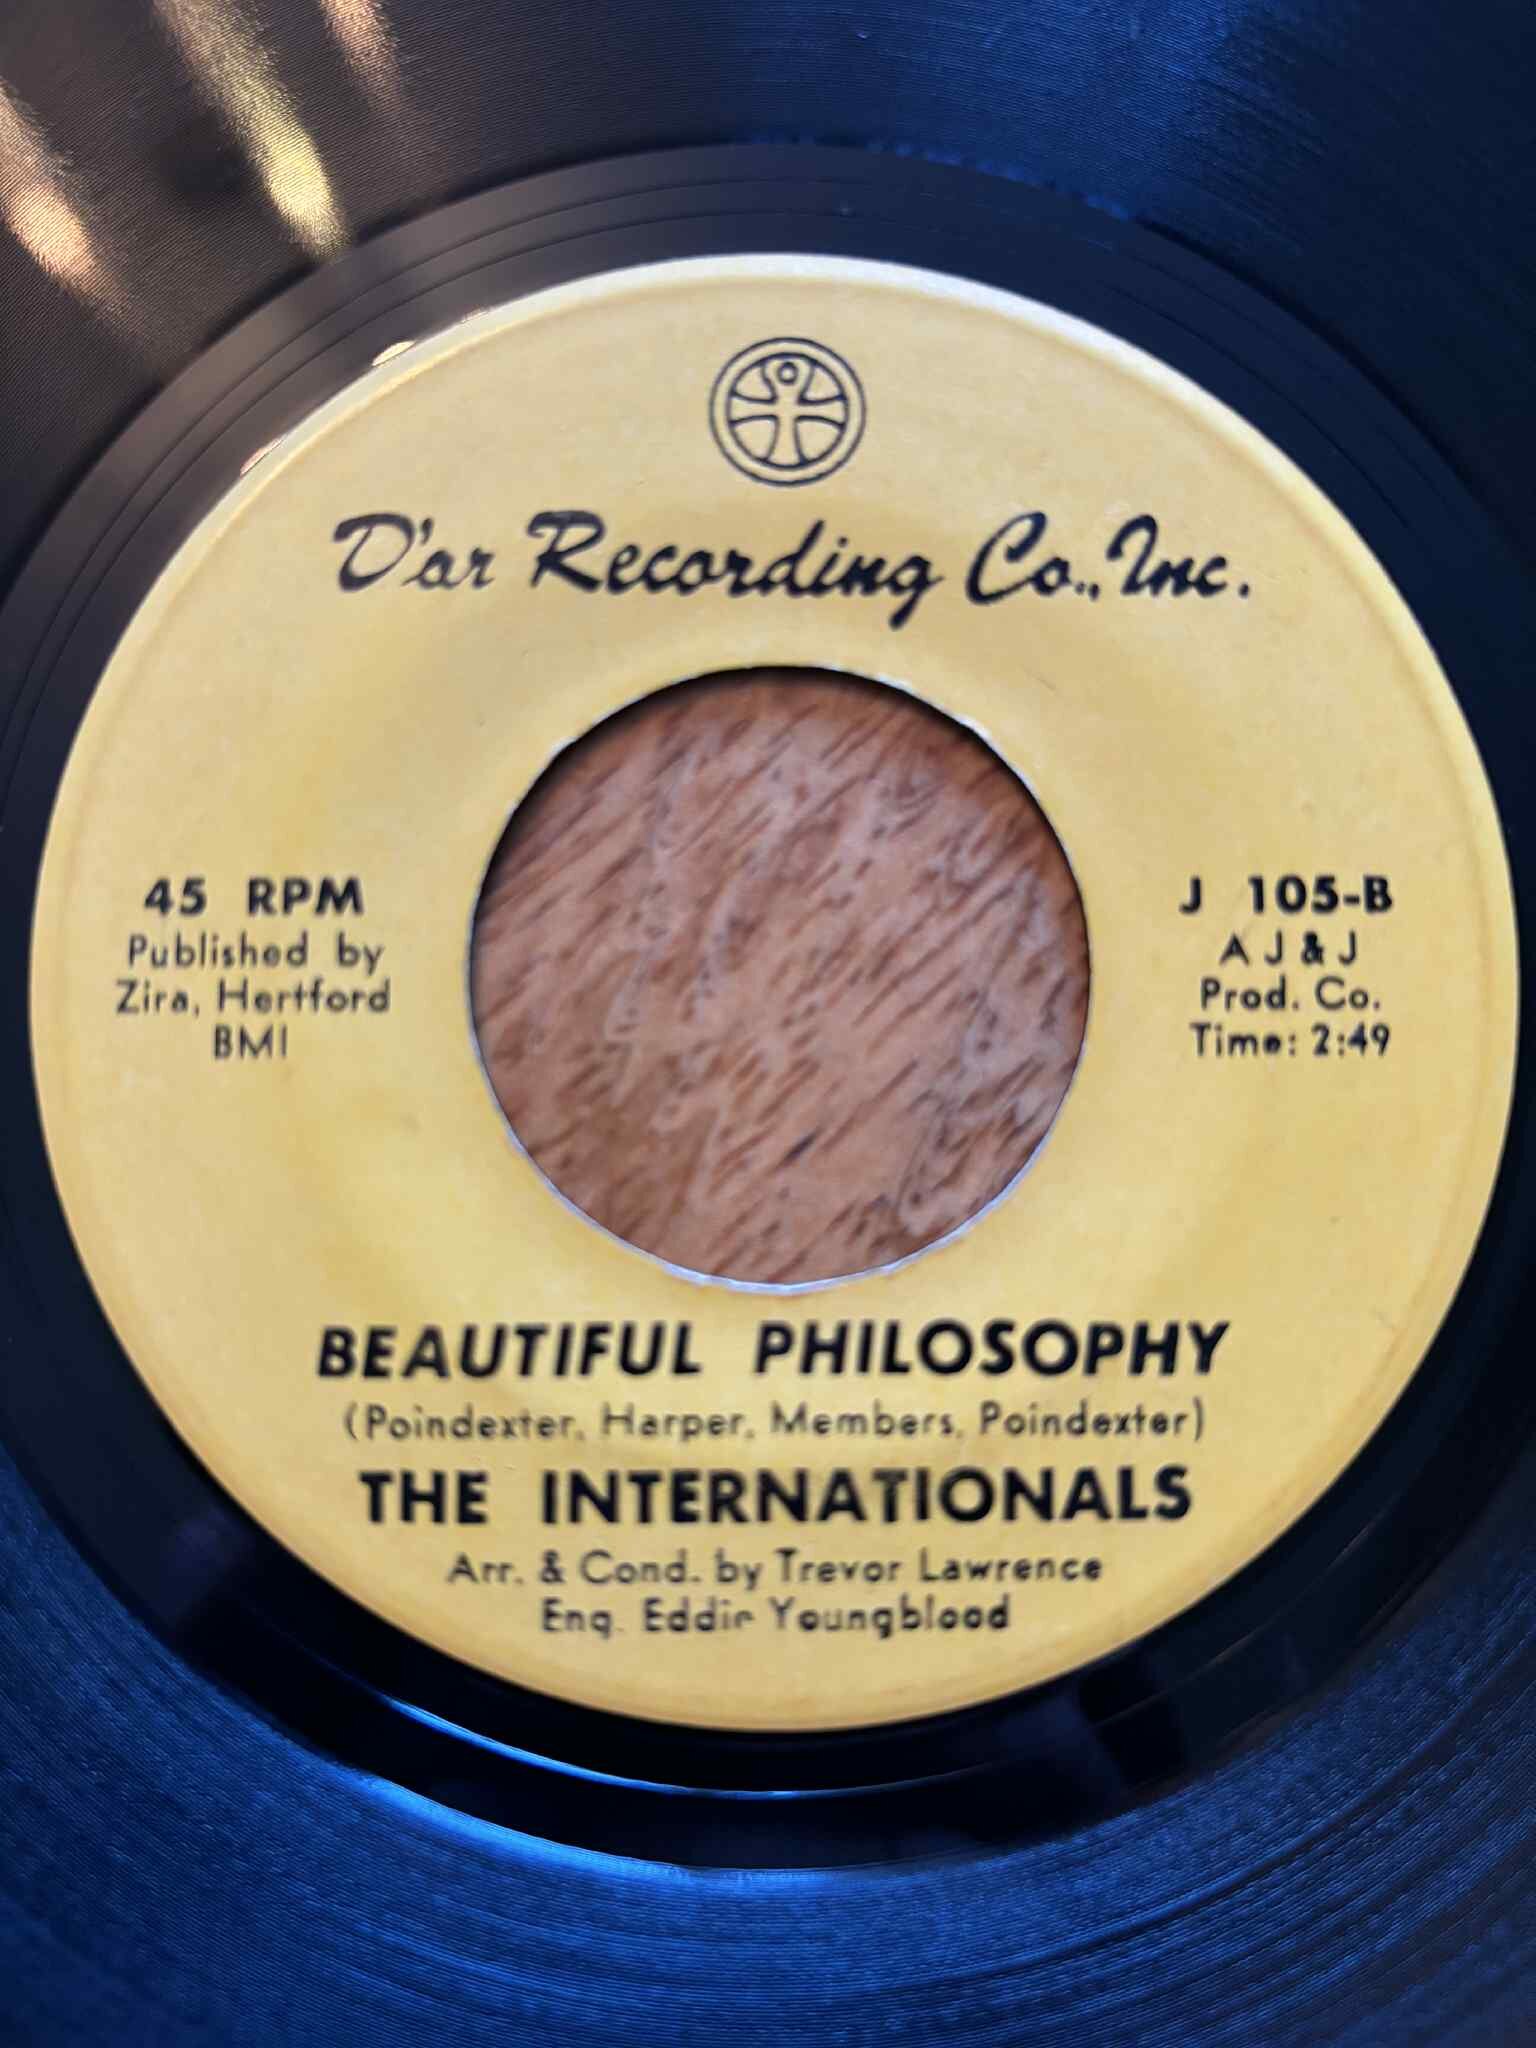 D'ar Recording Co., Inc.
45 RPM
Published by
Zira, Hertford
BMI
J 105-B
A J & J
Prod. Co.
Time: 2:49
BEAUTIFUL PHILOSOPHY
(Poindexter, Harper, Members, Poindexter)
THE INTERNATIONALS
Arr. & Cond. by Trevor Lawrence
Eng. Eddie Youngblood